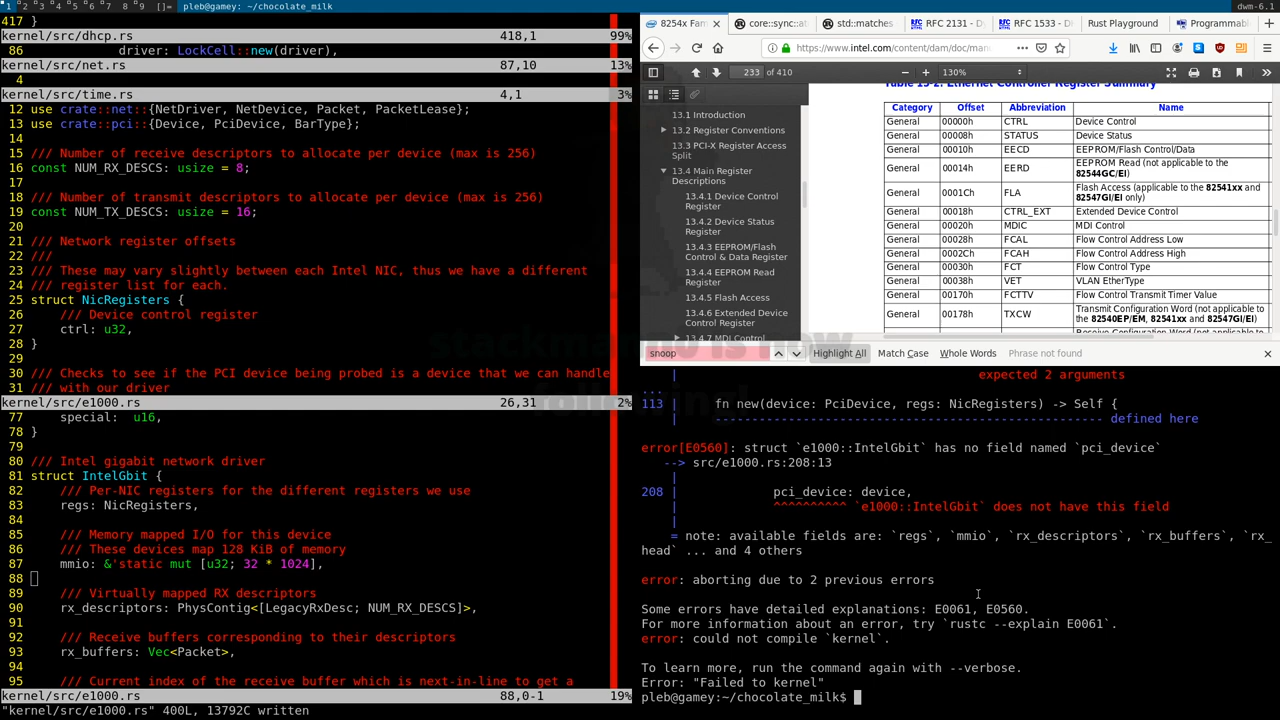 1 2 3 4 5 6 7 8 9 []= pleb@gamey: ~/chocolate_milk
dwm-6.1
417 }
kernel/src/dhcp.rs 418,1 99%
86 driver: LockCell::new(driver),
kernel/src/net.rs 87,10 13%
4
kernel/src/time.rs 4,1 3%
12 use crate::net::{NetDriver, NetDevice, Packet, PacketLease};
13 use crate::pci::{Device, PciDevice, BarType};
14
15 /// Number of receive descriptors to allocate per device (max is 256)
16 const NUM_RX_DESCS: usize = 8;
17
18 /// Number of transmit descriptors to allocate per device (max is 256)
19 const NUM_TX_DESCS: usize = 16;
20
21 /// Network register offsets
22 ///
23 /// These may vary slightly between each Intel NIC, thus we have a different
24 /// register list for each.
25 struct NicRegisters {
26 /// Device control register
27 ctrl: u32,
28 }
29
30 /// Checks to see if the PCI device being probed is a device that we can handle
31 /// with our driver
kernel/src/e1000.rs 26,31 2%
77 special: u16,
78 }
79
80 /// Intel gigabit network driver
81 struct IntelGbit {
82 /// Per-NIC registers for the different registers we use
83 regs: NicRegisters,
84
85 /// Memory mapped I/O for this device
86 /// These devices map 128 KiB of memory
87 mmio: &'static mut [u32; 32 * 1024],
88
89 /// Virtually mapped RX descriptors
90 rx_descriptors: PhysContig<[LegacyRxDesc; NUM_RX_DESCS]>,
91
92 /// Receive buffers corresponding to their descriptors
93 rx_buffers: Vec<Packet>,
94
95 /// Current index of the receive buffer which is next-in-line to get a
kernel/src/e1000.rs 88,0-1 19%
"kernel/src/e1000.rs" 400L, 13792C written
8254x Fam
core::sync::at
std::matches
RFC 2131 - Dy
RFC 1533 - D
Rust Playground
Programmabl
https://www.intel.com/content/dam/doc/man
233 of 410
130%
13.1 Introduction
13.2 Register Conventions
13.3 PCI-X Register Access
Split
13.4 Main Register
Descriptions
13.4.1 Device Control
Register
13.4.2 Device Status
Register
13.4.3 EEPROM/Flash
Control & Data Register
13.4.4 EEPROM Read
Register
13.4.5 Flash Access
13.4.6 Extended Device
Control Register
13.4.7 MDI Control
Table 13-2. Ethernet Controller Register Summary
Category Offset Abbreviation Name
General 00000h CTRL Device Control
General 00008h STATUS Device Status
General 00010h EECD EEPROM/Flash Control/Data
General 00014h EERD EEPROM Read (not applicable to the 82544GC/EI)
General 0001Ch FLA Flash Access (applicable to the 82541xx and 82547GI/EI only)
General 00018h CTRL_EXT Extended Device Control
General 00020h MDIC MDI Control
General 00028h FCAL Flow Control Address Low
General 0002Ch FCAH Flow Control Address High
General 00030h FCT Flow Control Type
General 00038h VET VLAN EtherType
General 00170h FCTTV Flow Control Transmit Timer Value
General 00178h TXCW Transmit Configuration Word (not applicable to the 82540EP/EM, 82541xx and 82547GI/EI)
Receive Configuration Word (not applicable to
snoop
Highlight All Match Case Whole Words Phrase not found
| expected 2 arguments
...
113 | fn new(device: PciDevice, regs: NicRegisters) -> Self {
| ---------------------------------------------------- defined here
error[E0560]: struct `e1000::IntelGbit` has no field named `pci_device`
--> src/e1000.rs:208:13
|
208 | pci_device: device,
| ^^^^^^^^^^ `e1000::IntelGbit` does not have this field
|
= note: available fields are: `regs`, `mmio`, `rx_descriptors`, `rx_buffers`, `rx_
head` ... and 4 others
error: aborting due to 2 previous errors
Some errors have detailed explanations: E0061, E0560.
For more information about an error, try `rustc --explain E0061`.
error: could not compile `kernel`.
To learn more, run the command again with --verbose.
Error: "Failed to kernel"
pleb@gamey:~/chocolate_milk$